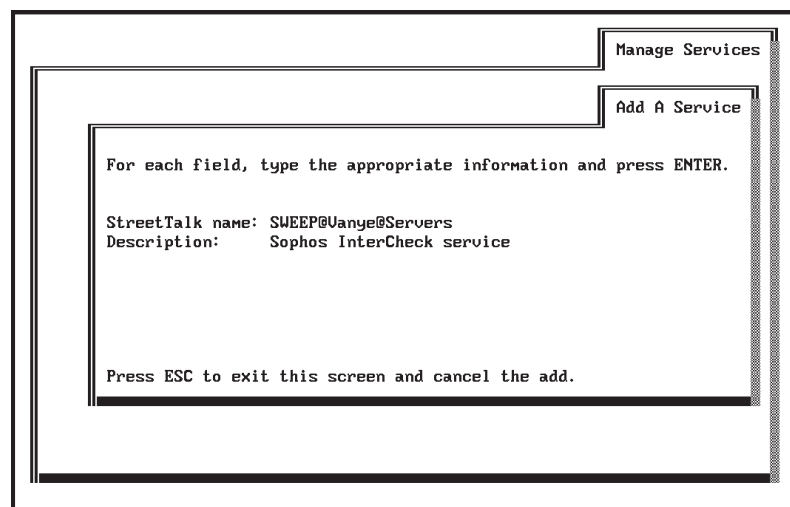 Manage Services
Add A Service
For each field, type the appropriate information and press ENTER.
StreetTalk name: SWEEP@Vanye@Servers
Description: Sophos InterCheck service
Press ESC to exit this screen and cancel the add.